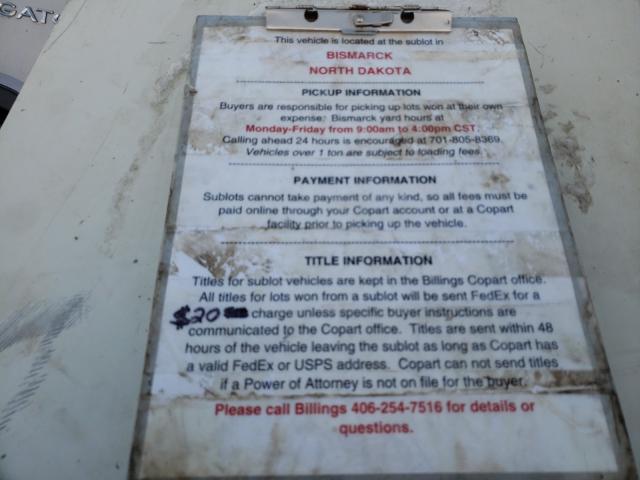 GAT
This vehicle is located at the sublot in
BISMARCK
NORTH DAKOTA
PICKUP INFORMATION
Buyers are responsible for picking up lots won at their own
expense. Bismarck yard hours at
Monday-Friday from 9:00am to 4:00pm CST.
Calling ahead 24 hours is encouraged at 701-805-8369.
Vehicles over 1 ton are subject to loading fees.
PAYMENT INFORMATION
Sublots cannot take payment of any kind, so all fees must be
paid online through your Copart account or at a Copart
facility prior to picking up the vehicle.
TITLE INFORMATION
Titles for sublot vehicles are kept in the Billings Copart office.
All titles for lots won from a sublot will be sent FedEx for a
$20 charge unless specific buyer instructions are
communicated to the Copart office. Titles are sent within 48
hours of the vehicle leaving the sublot as long as Copart has
a valid FedEx or USPS address. Copart can not send titles
if a Power of Attorney is not on file for the buyer.
Please call Billings 406-254-7516 for details or
questions.